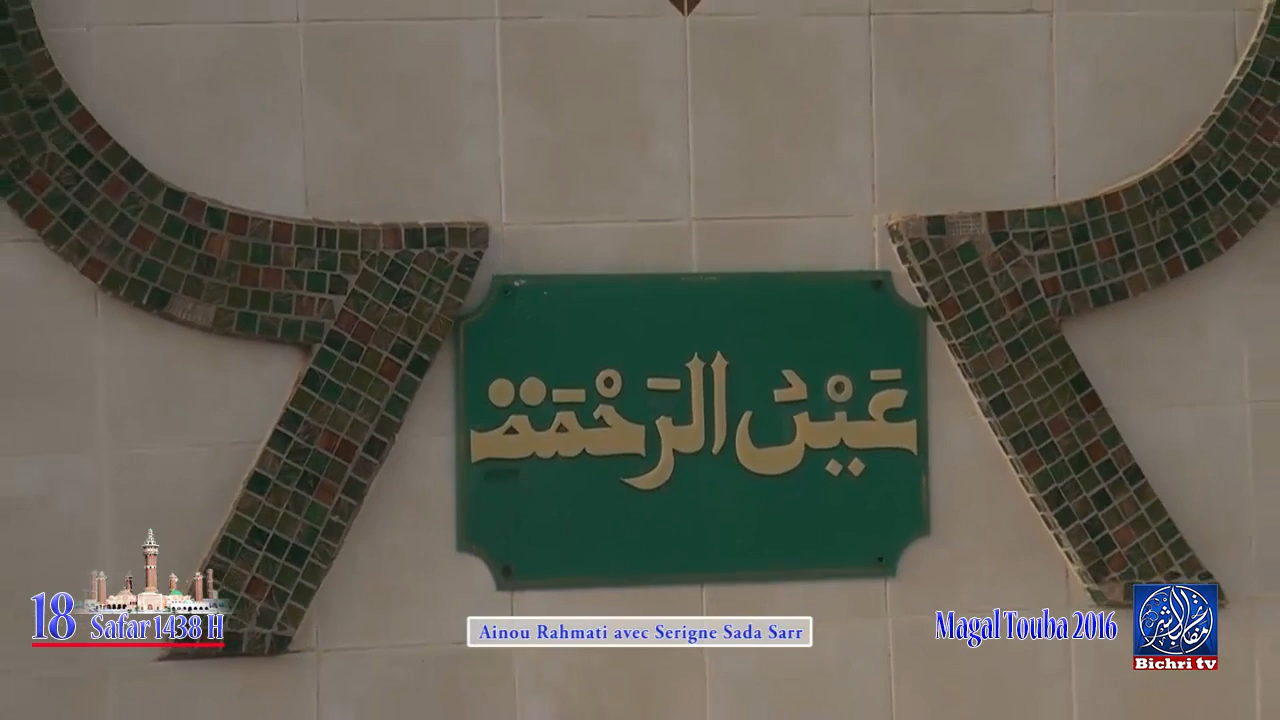 عَيْنُ الرَحْمَة
Ainou Rahmati avec Serigne Sada Sarr
18 Safar 1438 H
Magal Touba 2016
Bichri tv